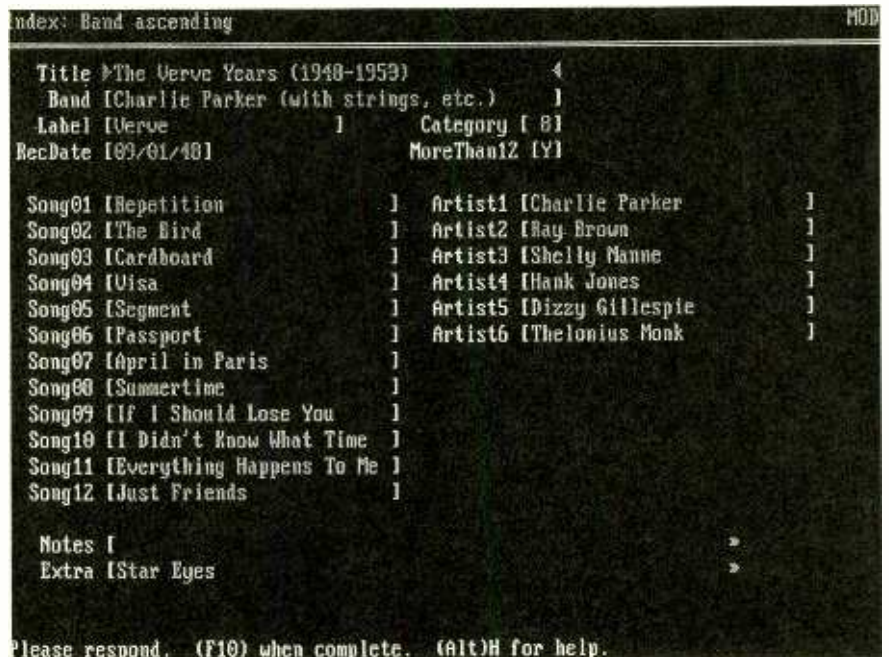 ndex: Band ascending MOD
Title ▶The Verve Years (1948-1953) ◀
Band [Charlie Parker (with strings, etc.) ]
Label [Verve ] Category [ 8]
RecDate [09/01/48] MoreThan12 [Y]
Song01 [Repetition ] Artist1 [Charlie Parker ]
Song02 [The Bird ] Artist2 [Ray Brown ]
Song03 [Cardboard ] Artist3 [Shelly Manne ]
Song04 [Visa ] Artist4 [Hank Jones ]
Song05 [Segment ] Artist5 [Dizzy Gillespie ]
Song06 [Passport ] Artist6 [Thelonius Monk ]
Song07 [April in Paris ]
Song08 [Summertime ]
Song09 [If I Should Lose You ]
Song10 [I Didn't Know What Time ]
Song11 [Everything Happens To Me ]
Song12 [Just Friends ]
Notes [ »
Extra [Star Eyes »
Please respond. (F10) when complete. (Alt)H for help.